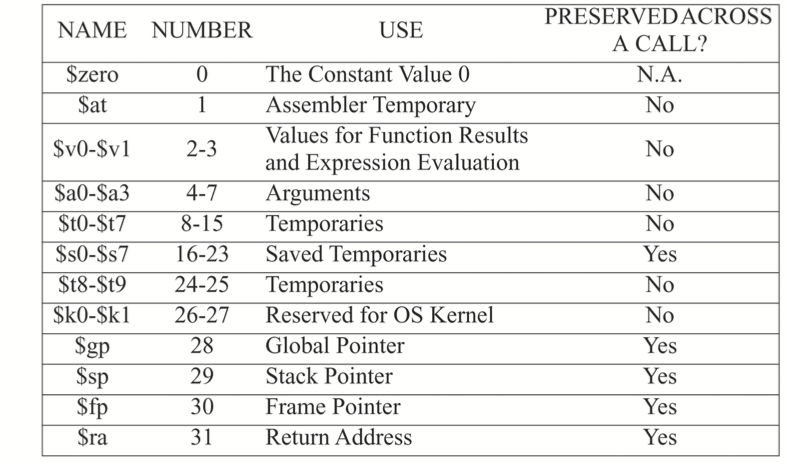 NAME NUMBER USE PRESERVED ACROSS A CALL?
$zero 0 The Constant Value 0 N.A.
$at 1 Assembler Temporary No
$v0-$v1 2-3 Values for Function Results and Expression Evaluation No
$a0-$a3 4-7 Arguments No
$t0-$t7 8-15 Temporaries No
$s0-$s7 16-23 Saved Temporaries Yes
$t8-$t9 24-25 Temporaries No
$k0-$k1 26-27 Reserved for OS Kernel No
$gp 28 Global Pointer Yes
$sp 29 Stack Pointer Yes
$fp 30 Frame Pointer Yes
$ra 31 Return Address Yes